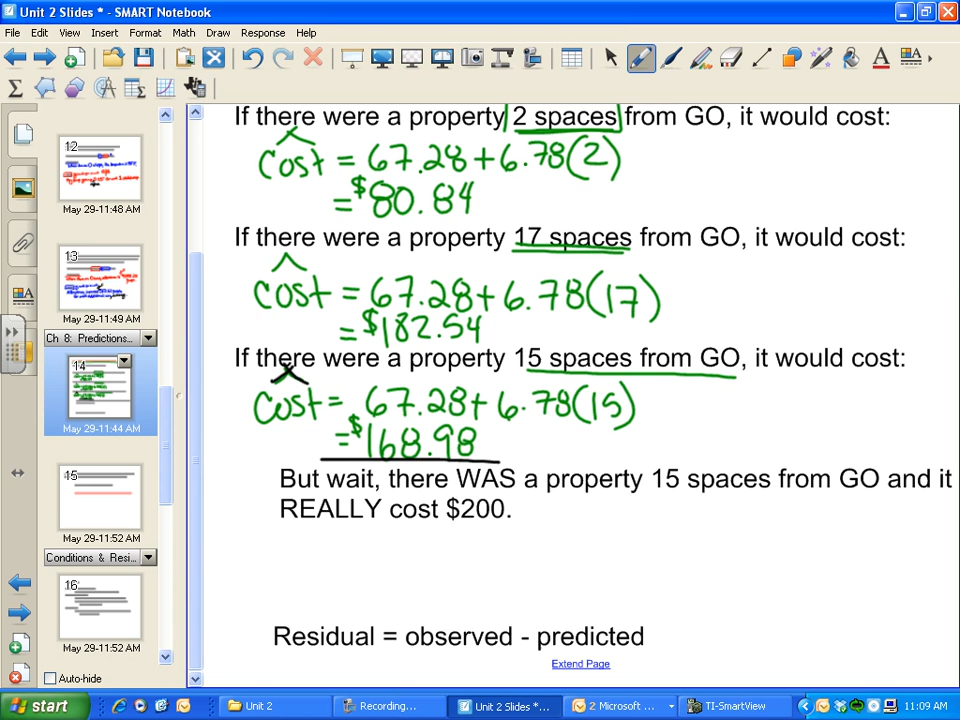 Unit 2 Slides * - SMART Notebook
File Edit View Insert Format Math Draw Response Help
12
May 29-11:48 AM
13
May 29-11:49 AM
Ch 8: Predictions...
14
May 29-11:44 AM
15
May 29-11:52 AM
Conditions & Resi...
16
May 29-11:52 AM
Auto-hide
If there were a property 2 spaces from GO, it would cost:
cost = 67.28 + 6.78(2)
= $80.84
If there were a property 17 spaces from GO, it would cost:
cost = 67.28 + 6.78(17)
= $182.54
If there were a property 15 spaces from GO, it would cost:
cost = 67.28 + 6.78(15)
= $168.98
But wait, there WAS a property 15 spaces from GO and it
REALLY cost $200.
Residual = observed - predicted
Extend Page
start Unit 2 Recording... Unit 2 Slides *... 2 Microsoft ... TI-SmartView 11:09 AM